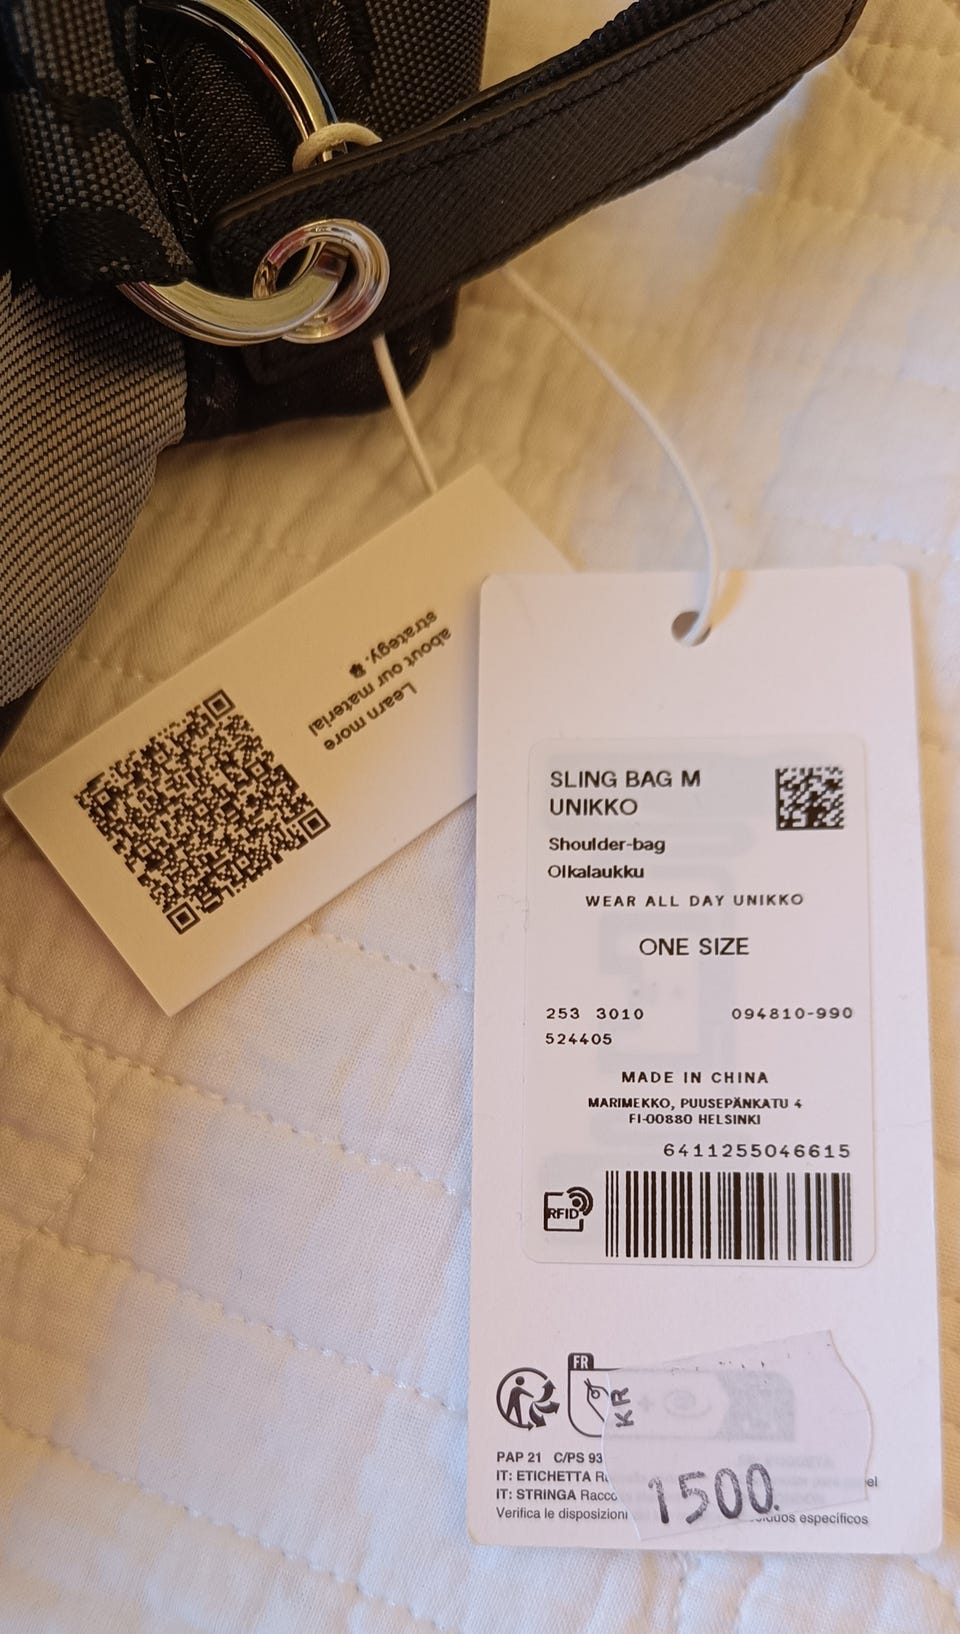 Learn more
about our material
strategy.
SLING BAG M
UNIKKO
Shoulder-bag
Olkalaukku
WEAR ALL DAY UNIKKO
ONE SIZE
253 3010 094810-990
524405
MADE IN CHINA
MARIMEKKO, PUUSEPÄNKATU 4
FI-00880 HELSINKI
6411255046615
RFID
FR
KR
PAP 21 C/PS 93
IT: ETICHETTA
IT: STRINGA
Verifica le disposizioni específicos
1500.